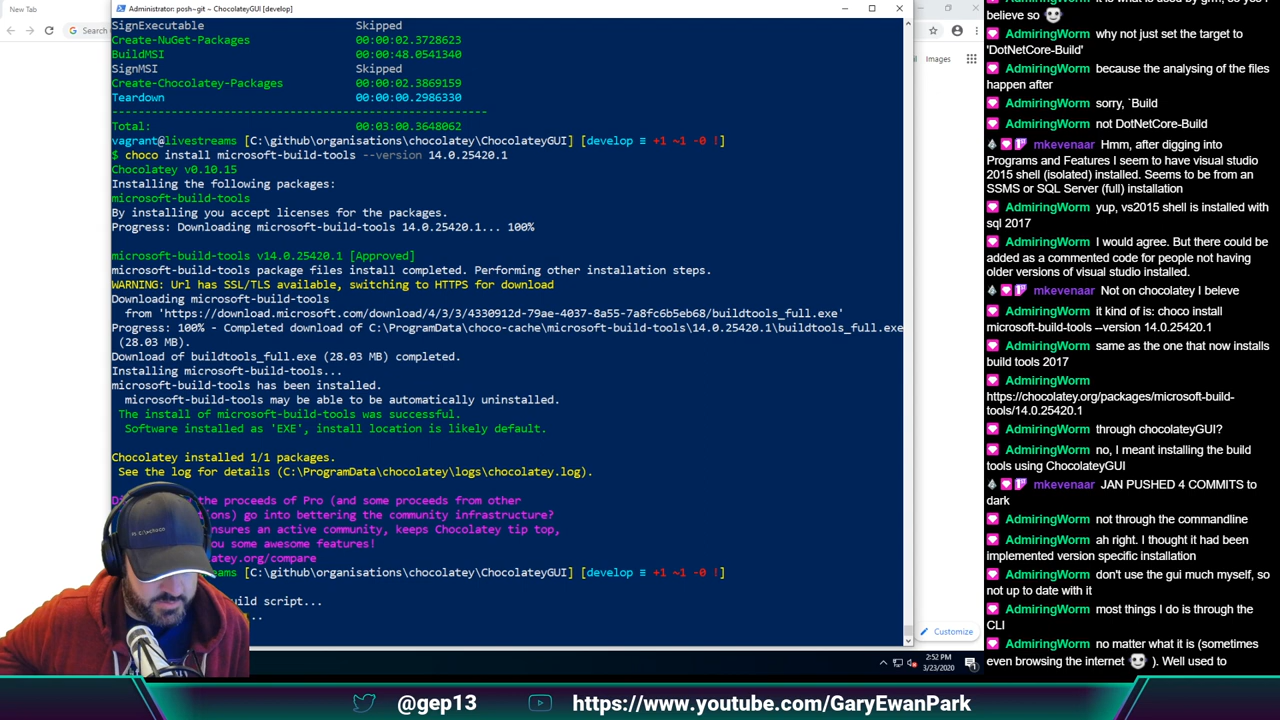 New Tab
Administrator: posh~git ~ ChocolateyGUI [develop]
Search
Images
Customize
SignExecutable Skipped
Create-NuGet-Packages 00:00:02.3728623
BuildMSI 00:00:48.0541340
SignMSI Skipped
Create-Chocolatey-Packages 00:00:02.3869159
Teardown 00:00:00.2986330
--------------------------------------------------
Total: 00:03:00.3648062
vagrant@livestreams [C:\github\organisations\chocolatey\ChocolateyGUI] [develop ≡ +1 ~1 -0 !]
$ choco install microsoft-build-tools --version 14.0.25420.1
Chocolatey v0.10.15
Installing the following packages:
microsoft-build-tools
By installing you accept licenses for the packages.
Progress: Downloading microsoft-build-tools 14.0.25420.1... 100%
microsoft-build-tools v14.0.25420.1 [Approved]
microsoft-build-tools package files install completed. Performing other installation steps.
WARNING: Url has SSL/TLS available, switching to HTTPS for download
Downloading microsoft-build-tools
from 'https://download.microsoft.com/download/4/3/3/4330912d-79ae-4037-8a55-7a8fc6b5eb68/buildtools_full.exe'
Progress: 100% - Completed download of C:\ProgramData\choco-cache\microsoft-build-tools\14.0.25420.1\buildtools_full.exe
(28.03 MB).
Download of buildtools_full.exe (28.03 MB) completed.
Installing microsoft-build-tools...
microsoft-build-tools has been installed.
microsoft-build-tools may be able to be automatically uninstalled.
The install of microsoft-build-tools was successful.
Software installed as 'EXE', install location is likely default.
Chocolatey installed 1/1 packages.
See the log for details (C:\ProgramData\chocolatey\logs\chocolatey.log).
the proceeds of Pro (and some proceeds from other
ions) go into bettering the community infrastructure?
nsures an active community, keeps Chocolatey tip top,
u some awesome features!
atey.org/compare
eams [C:\github\organisations\chocolatey\ChocolateyGUI] [develop ≡ +1 ~1 -0 !]
uild script...
2:52 PM
3/23/2020
believe so
AdmiringWorm why not just set the target to
'DotNetCore-Build'
AdmiringWorm because the analysing of the files
happen after
AdmiringWorm sorry, `Build
AdmiringWorm not DotNetCore-Build
mkevenaar Hmm, after digging into
Programs and Features I seem to have visual studio
2015 shell (isolated) installed. Seems to be from an
SSMS or SQL Server (full) installation
AdmiringWorm yup, vs2015 shell is installed with
sql 2017
AdmiringWorm I would agree. But there could be
added as a commented code for people not having
older versions of visual studio installed.
mkevenaar Not on chocolatey I beleve
AdmiringWorm it kind of is: choco install
microsoft-build-tools --version 14.0.25420.1
AdmiringWorm same as the one that now installs
build tools 2017
AdmiringWorm
https://chocolatey.org/packages/microsoft-build-
tools/14.0.25420.1
AdmiringWorm through chocolateyGUI?
AdmiringWorm no, I meant installing the build
tools using ChocolateyGUI
mkevenaar JAN PUSHED 4 COMMITS to
dark
AdmiringWorm not through the commandline
AdmiringWorm ah right. I thought it had been
implemented version specific installation
AdmiringWorm don't use the gui much myself, so
not up to date with it
AdmiringWorm most things I do is through the
CLI
AdmiringWorm no matter what it is (sometimes
even browsing the internet ). Well used to
@gep13
https://www.youtube.com/GaryEwanPark